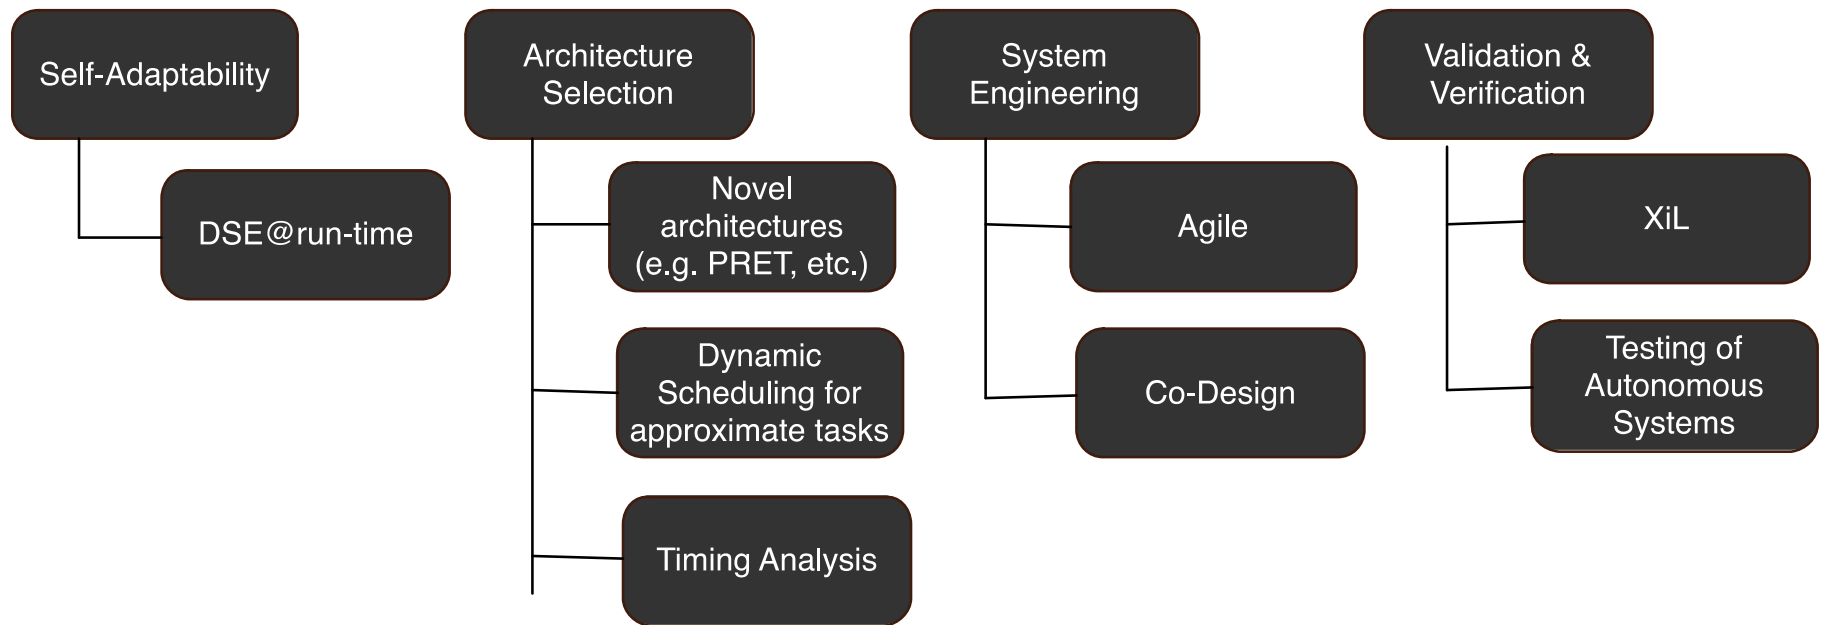 Self-Adaptability
DSE@run-time
Architecture
Selection
Novel
architectures
(e.g. PRET, etc.)
Dynamic
Scheduling for
approximate tasks
Timing Analysis
System
Engineering
Agile
Co-Design
Validation &
Verification
XiL
Testing of
Autonomous
Systems